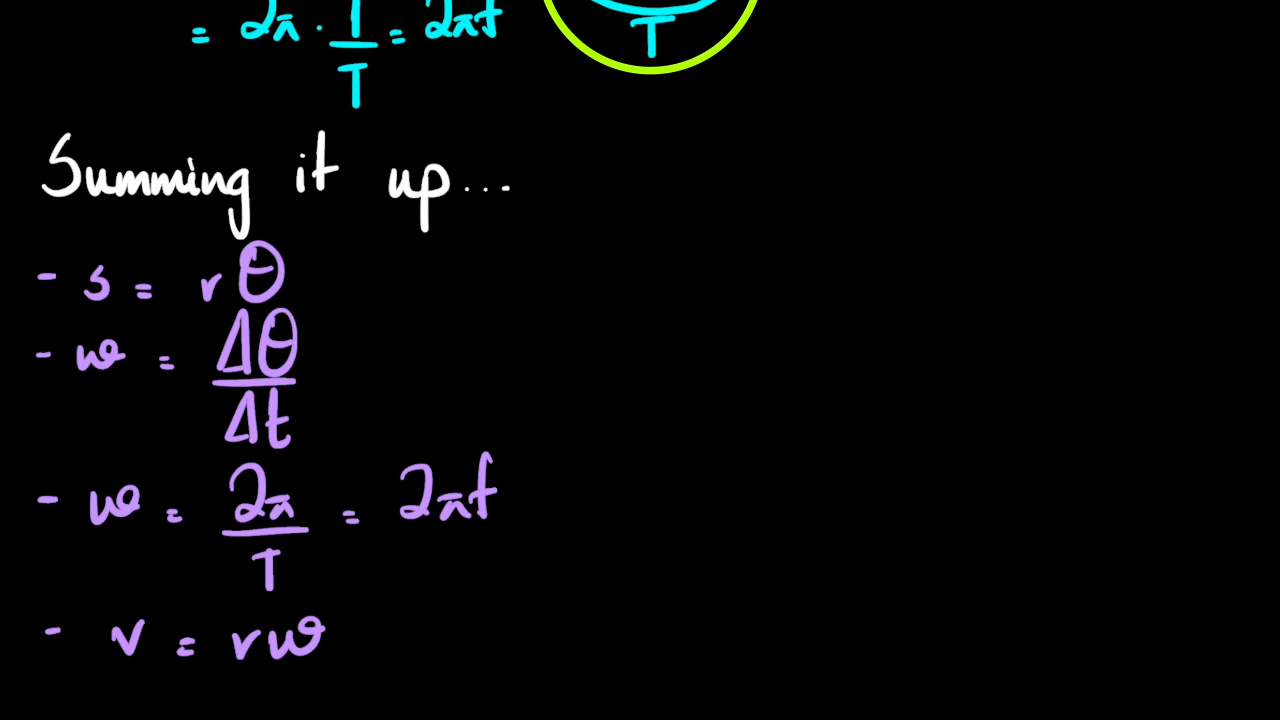 = 2π · 1/T = 2πf
T
Summing it up...
- s = rθ
- ω = Δθ/Δt
- ω = 2π/T = 2πf
- v = rω